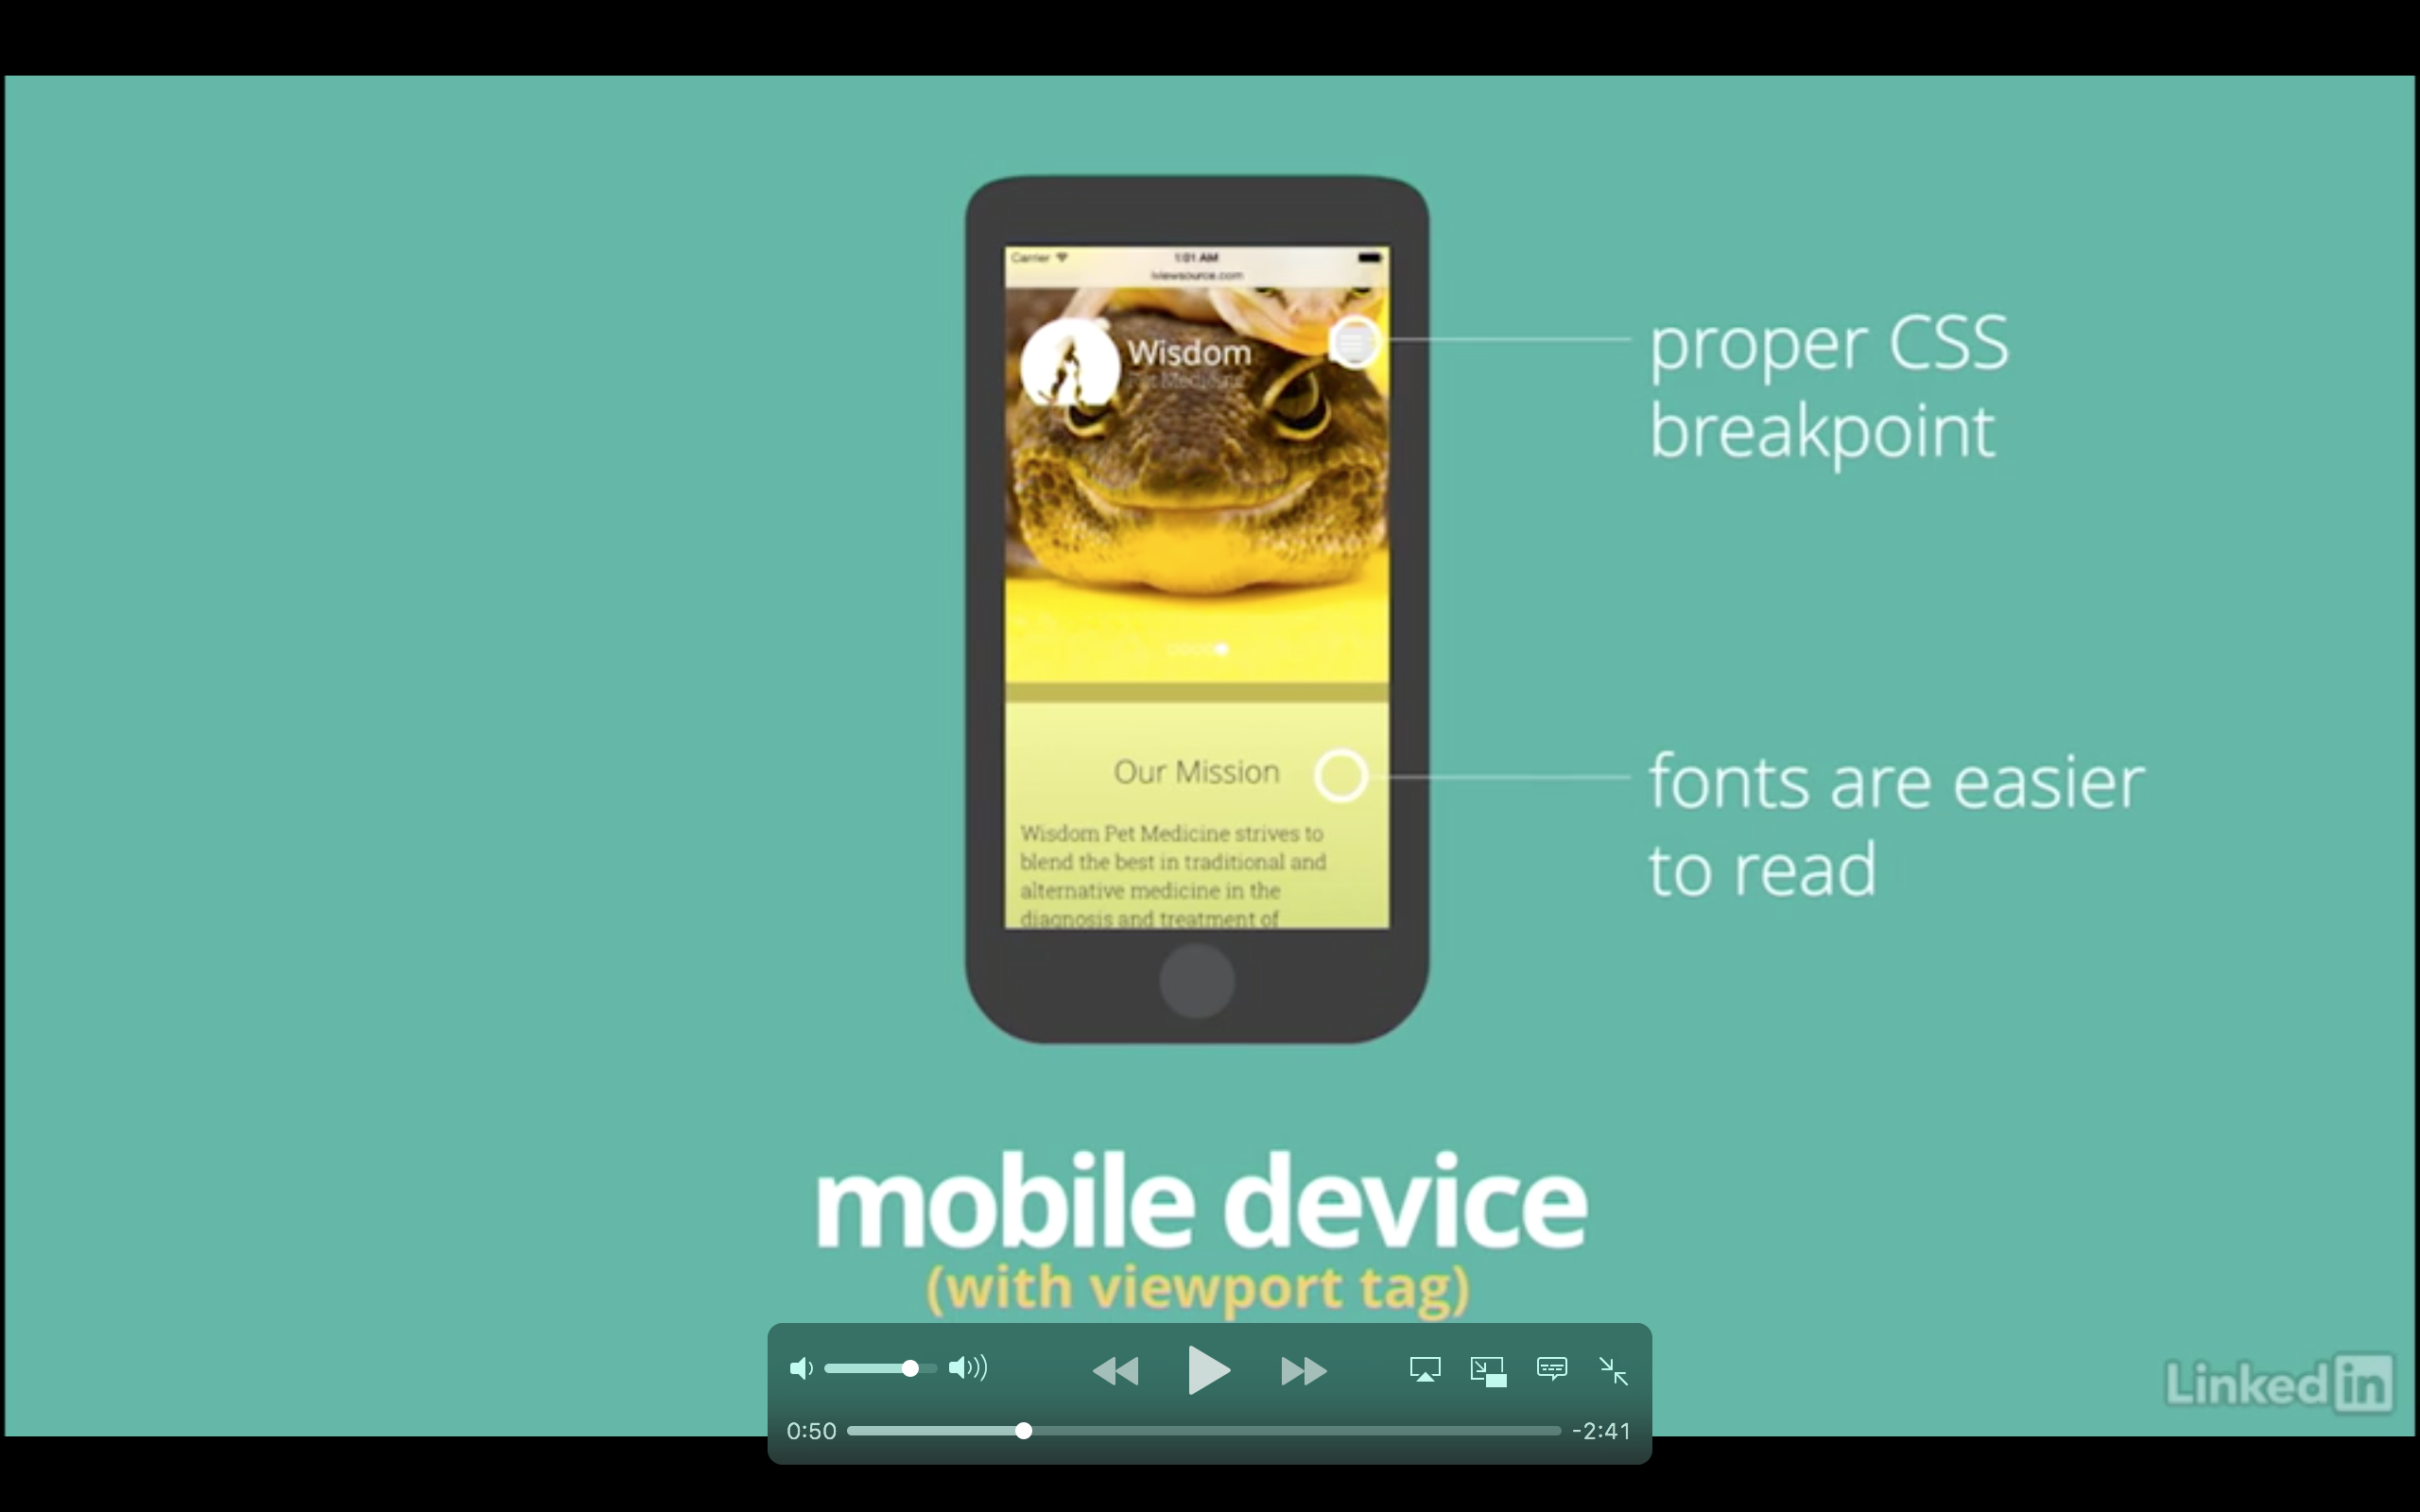 Carrier
1:01 AM
iviewsource.com
Wisdom
Pet Medicine
proper CSS
breakpoint
Our Mission
fonts are easier
to read
Wisdom Pet Medicine strives to
blend the best in traditional and
alternative medicine in the
diagnosis and treatment of
mobile device
(with viewport tag)
0:50
-2:41
Linked in